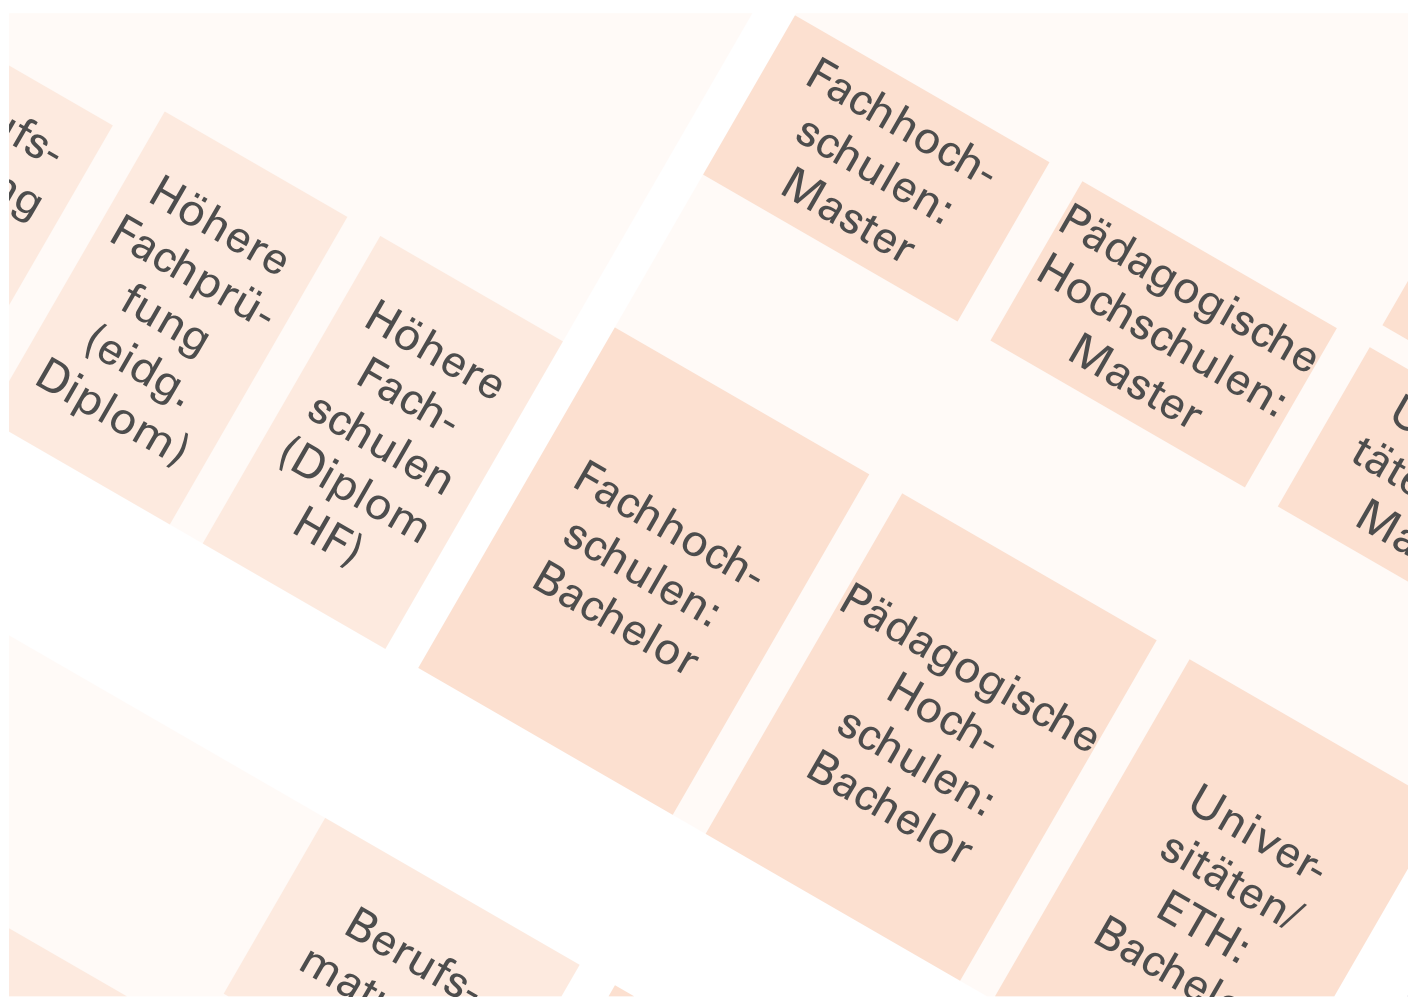 Höhere
Fachprü-
fung
(eidg.
Diplom)
Höhere
Fach-
schulen
(Diplom
HF)
Fachhoch-
schulen:
Master
Pädagogische
Hochschulen:
Master
Fachhoch-
schulen:
Bachelor
Pädagogische
Hoch-
schulen:
Bachelor
Univer-
sitäten/
ETH:
Berufs-